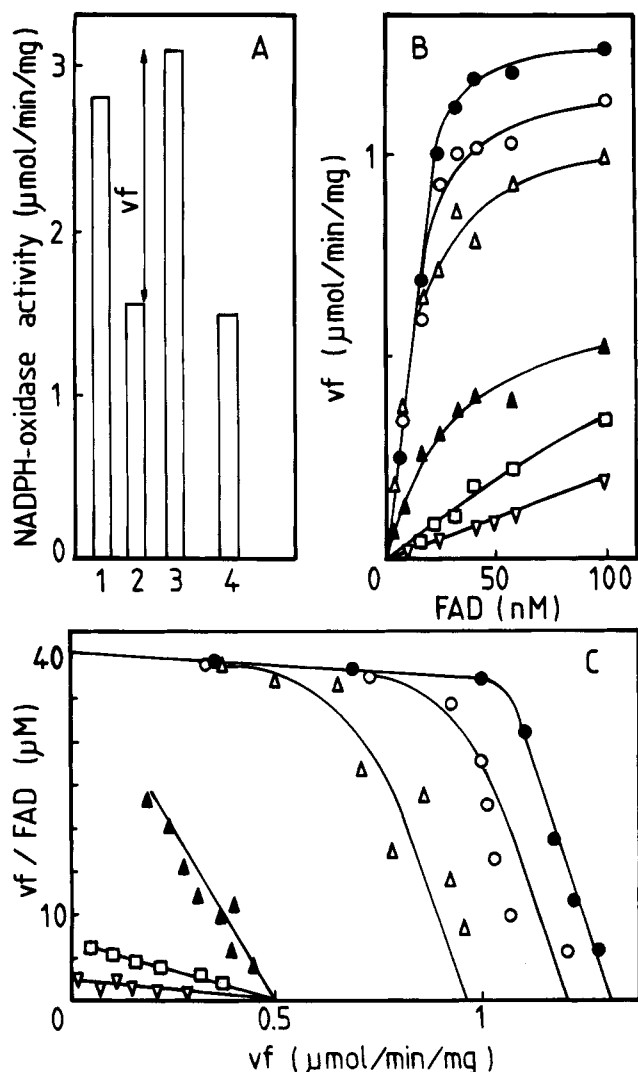 A
NADPH-oxidase activity (μmol/min/mg)
3
2
1
0
vf
1 2 3 4
B
vf (μmol/min/mg)
1
0 50 100
FAD (nM)
C
vf / FAD (μM)
40
10
0
0.5 1
vf (μmol/min/mg)